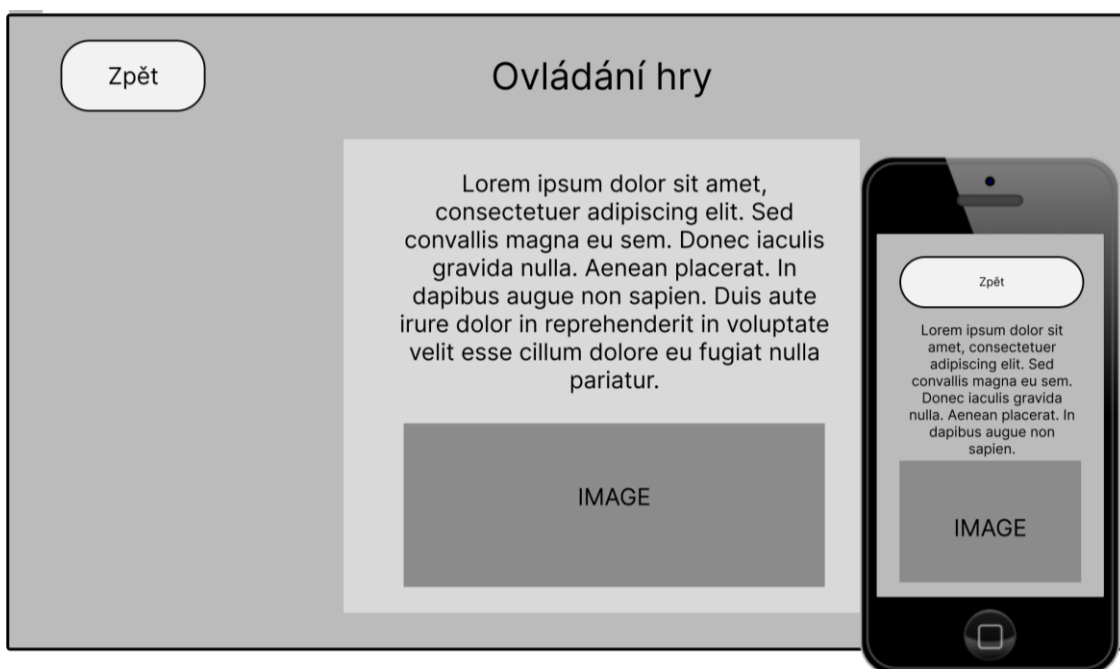 Zpět
Ovládání hry
Lorem ipsum dolor sit amet,
consectetuer adipiscing elit. Sed
convallis magna eu sem. Donec iaculis
gravida nulla. Aenean placerat. In
dapibus augue non sapien. Duis aute
irure dolor in reprehenderit in voluptate
velit esse cillum dolore eu fugiat nulla
pariatur.
IMAGE
Zpět
Lorem ipsum dolor sit
amet, consectetuer
adipiscing elit. Sed
convallis magna eu sem.
Donec iaculis gravida
nulla. Aenean placerat. In
dapibus augue non
sapien.
IMAGE